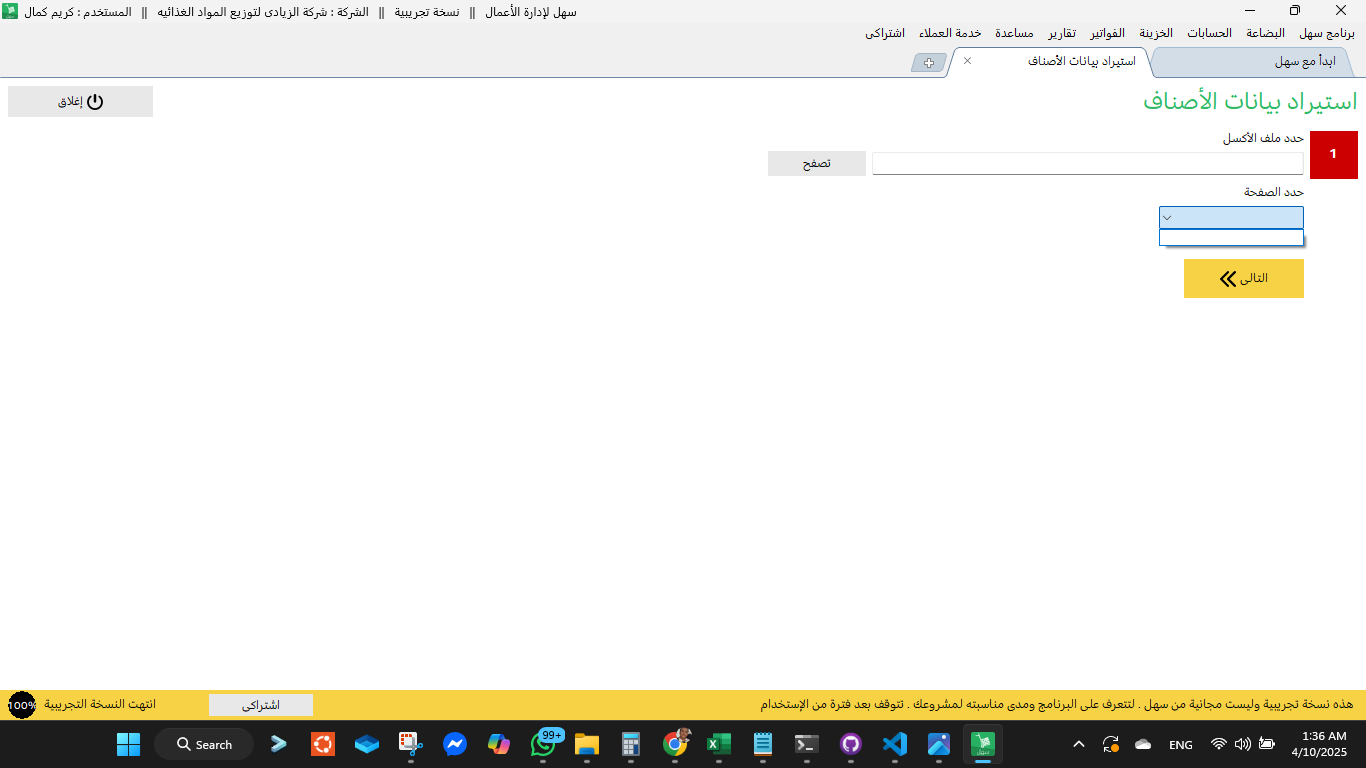 سهل لإدارة الأعمال || نسخة تجريبية || الشركة : شركة الزيادى لتوزيع المواد الغذائيه || المستخدم : كريم كمال
برنامج سهل البضاعة الحسابات الخزينة الفواتير تقارير مساعدة خدمة العملاء اشتراكى
ابدأ مع سهل
استيراد بيانات الأصناف
استيراد بيانات الأصناف
إغلاق
1
حدد ملف الأكسل
تصفح
حدد الصفحة
التالى
هذه نسخة تجريبية وليست مجانية من سهل . لتتعرف على البرنامج ومدى مناسبته لمشروعك . تتوقف بعد فترة من الإستخدام
اشتراكى
انتهت النسخة التجريبية
100%
Search
99+
سهل
ENG
1:36 AM
4/10/2025